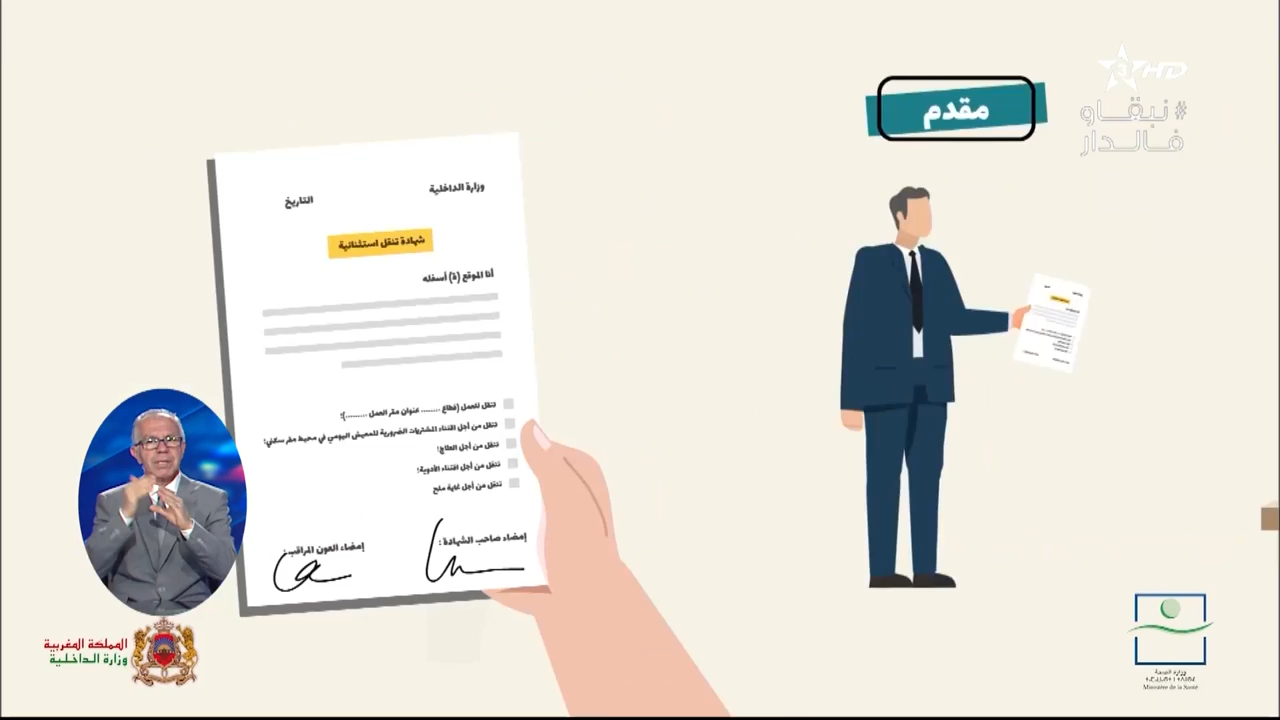 HD
# نبقاو
فالدار
مقدم
وزارة الداخلية
التاريخ
شهادة تنقل استثنائية
أنا الموقع (ة) أسفله
تنقل للعمل (قطاع ........ عنوان مقر العمل .........)؛
تنقل من أجل اقتناء المشتريات الضرورية للمعيش اليومي في محيط مقر سكني؛
تنقل من أجل العلاج؛
تنقل من أجل اقتناء الأدوية؛
تنقل من أجل غاية ملح
إمضاء صاحب الشهادة :
إمضاء العون المراقب:
المملكة المغربية
وزارة الداخلية
وزارة الصحة
Ministère de la Santé